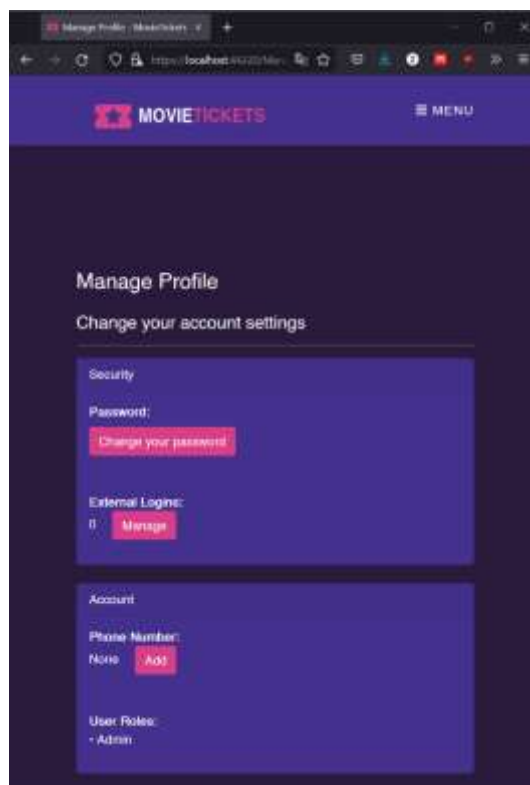 Manage Profile - MovieTickets
https://localhost:
MOVIETICKETS
MENU
Manage Profile
Change your account settings
Security
Password:
Change your password
External Logins:
0 Manage
Account
Phone Number:
None Add
User Roles:
- Admin